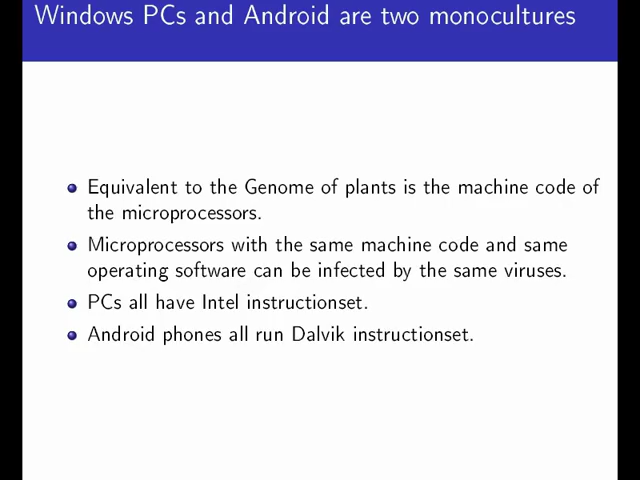 Windows PCs and Android are two monocultures
Equivalent to the Genome of plants is the machine code of
the microprocessors.
Microprocessors with the same machine code and same
operating software can be infected by the same viruses.
PCs all have Intel instructionset.
Android phones all run Dalvik instructionset.